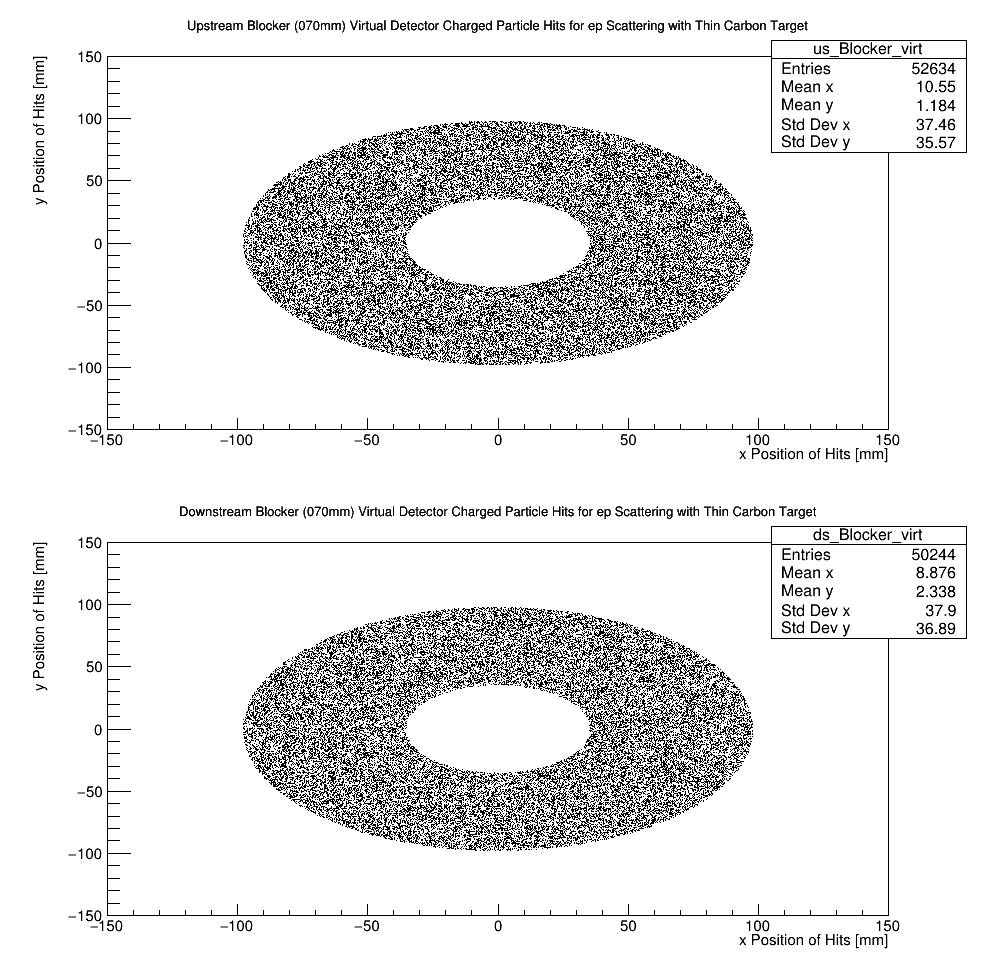 Upstream Blocker (070mm) Virtual Detector Charged Particle Hits for ep Scattering with Thin Carbon Target
us_Blocker_virt
Entries 52634
Mean x 10.55
Mean y 1.184
Std Dev x 37.46
Std Dev y 35.57
y Position of Hits [mm]
150
100
50
0
−50
−100
−150
−150 −100 −50 0 50 100 150
x Position of Hits [mm]
Downstream Blocker (070mm) Virtual Detector Charged Particle Hits for ep Scattering with Thin Carbon Target
ds_Blocker_virt
Entries 50244
Mean x 8.876
Mean y 2.338
Std Dev x 37.9
Std Dev y 36.89
y Position of Hits [mm]
150
100
50
0
−50
−100
−150
−150 −100 −50 0 50 100 150
x Position of Hits [mm]